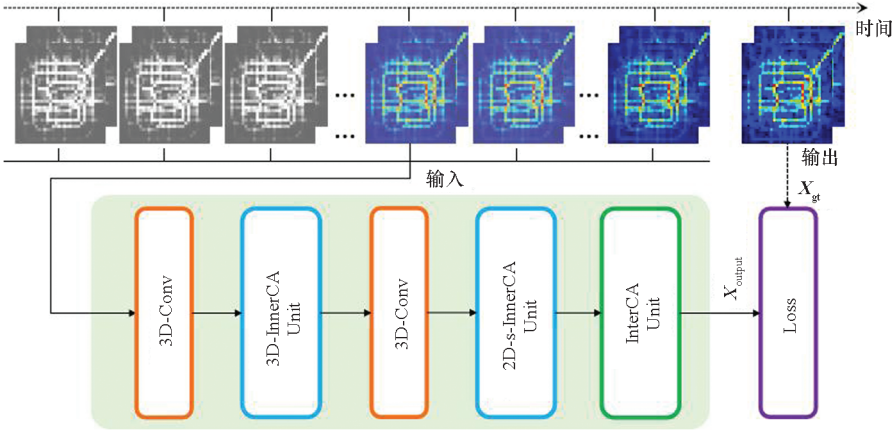 时间
...
...
...
...
输入
输出
X_gt
3D-Conv
3D-InnerCA
Unit
3D-Conv
2D-s-InnerCA
Unit
InterCA
Unit
X_output
Loss